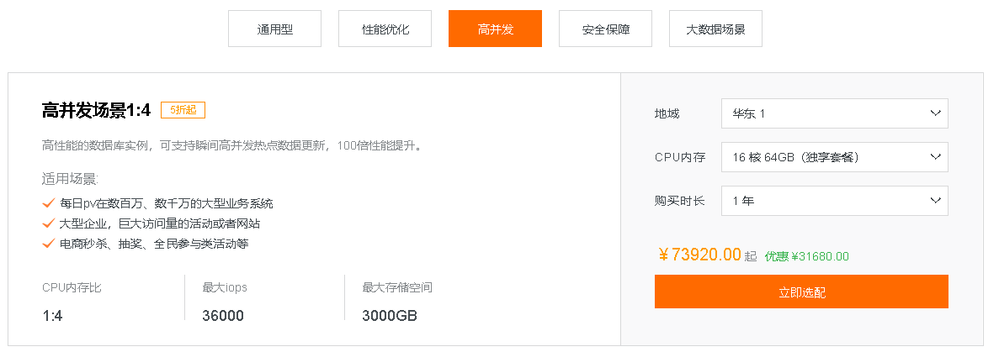 通用型
性能优化
高并发
安全保障
大数据场景
高并发场景1:4 5折起
高性能的数据库实例，可支持瞬间高并发热点数据更新，100倍性能提升。
适用场景:
每日pv在数百万、数千万的大型业务系统
大型企业，巨大访问量的活动或者网站
电商秒杀、抽奖、全民参与类活动等
CPU内存比
1:4
最大iops
36000
最大存储空间
3000GB
地域 华东 1
CPU内存 16 核 64GB（独享套餐）
购买时长 1 年
¥ 73920.00 起 优惠 ¥31680.00
立即选配